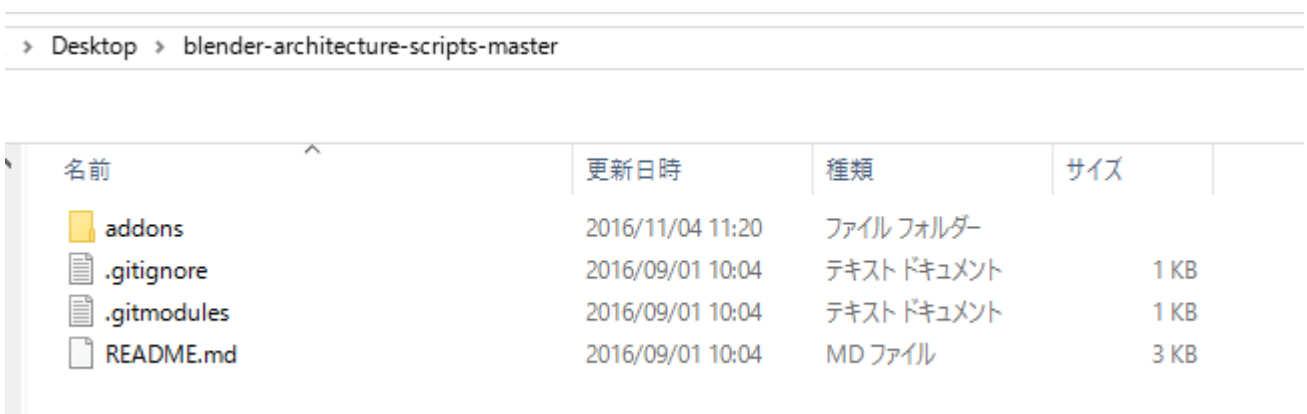 › Desktop › blender-architecture-scripts-master
名前 更新日時 種類 サイズ
addons 2016/11/04 11:20 ファイル フォルダー
.gitignore 2016/09/01 10:04 テキスト ドキュメント 1 KB
.gitmodules 2016/09/01 10:04 テキスト ドキュメント 1 KB
README.md 2016/09/01 10:04 MD ファイル 3 KB